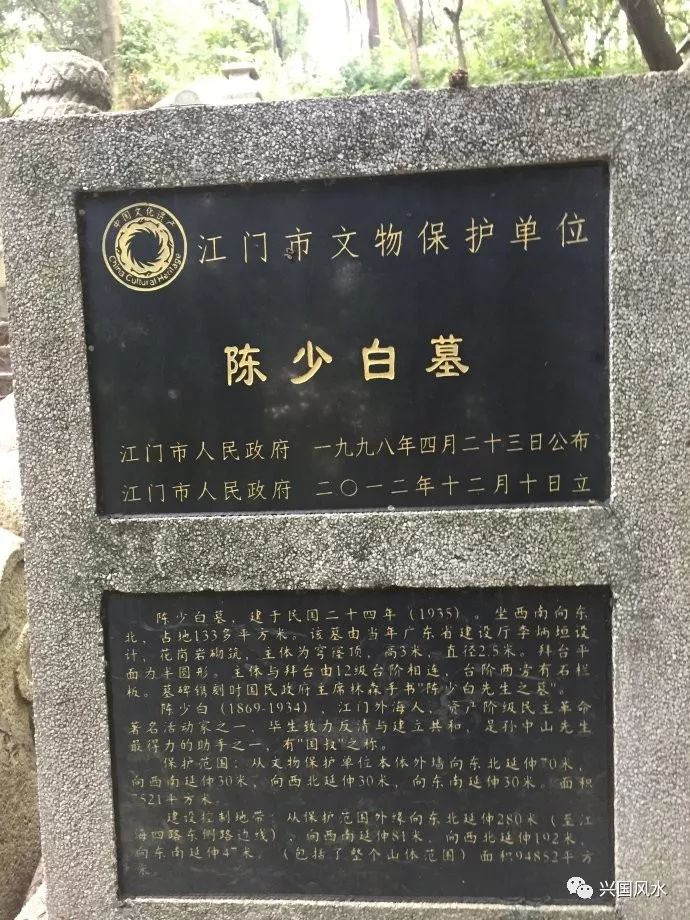 中国文化遗产
China Cultural Heritage
江门市文物保护单位
陈少白墓
江门市人民政府 一九九八年四月二十三日公布
江门市人民政府 二〇一二年十二月十日立
陈少白墓，建于民国二十四年（1935）。坐西南向东
北，占地133多平方米。该墓由当年广东省建设厅李炳垣设
计，花岗岩砌筑，主体为穹窿顶，高3米，直径2.5米。拜台平
面为半圆形。主体与拜台由12级台阶相连，台阶两旁有石栏
板。墓碑镌刻时国民政府主席林森手书"陈少白先生之墓"。
陈少白（1869-1934），江门外海人，资产阶级民主革命
著名活动家之一，毕生致力反清与建立共和，是孙中山先生
最得力的助手之一，有"国叔"之称。
保护范围：从文物保护单位本体外墙向东北延伸70米，
向西南延伸30米，向西北延伸30米，向东南延伸30米。面积
7521平方米
建设控制地带：从保护范围外缘向东北延伸280米（至江
海四路东侧路边线），向西南延伸81米，向西北延伸192米，
向东南延伸 米。（包括了整个山体范围）面积94852平方
米
兴国风水